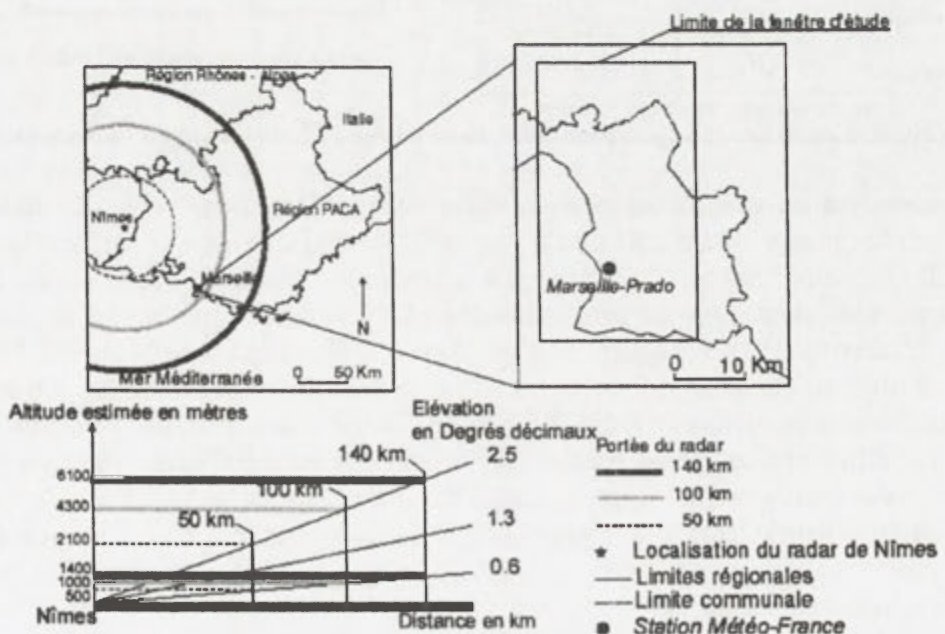 Limite de la fenêtre d'étude
Région Rhônes - Alpes
Italie
Nîmes
Région PACA
Marseille
N
Mer Méditerranée
0 50 Km
Marseille-Prado
0 10 Km
Altitude estimée en mètres
Elévation
en Degrés décimaux
140 km
2.5
6100
100 km
4300
50 km
1.3
2100
1400
0.6
1000
500
Nîmes
Distance en km
Portée du radar
140 km
100 km
50 km
Localisation du radar de Nîmes
Limites régionales
Limite communale
Station Météo-France